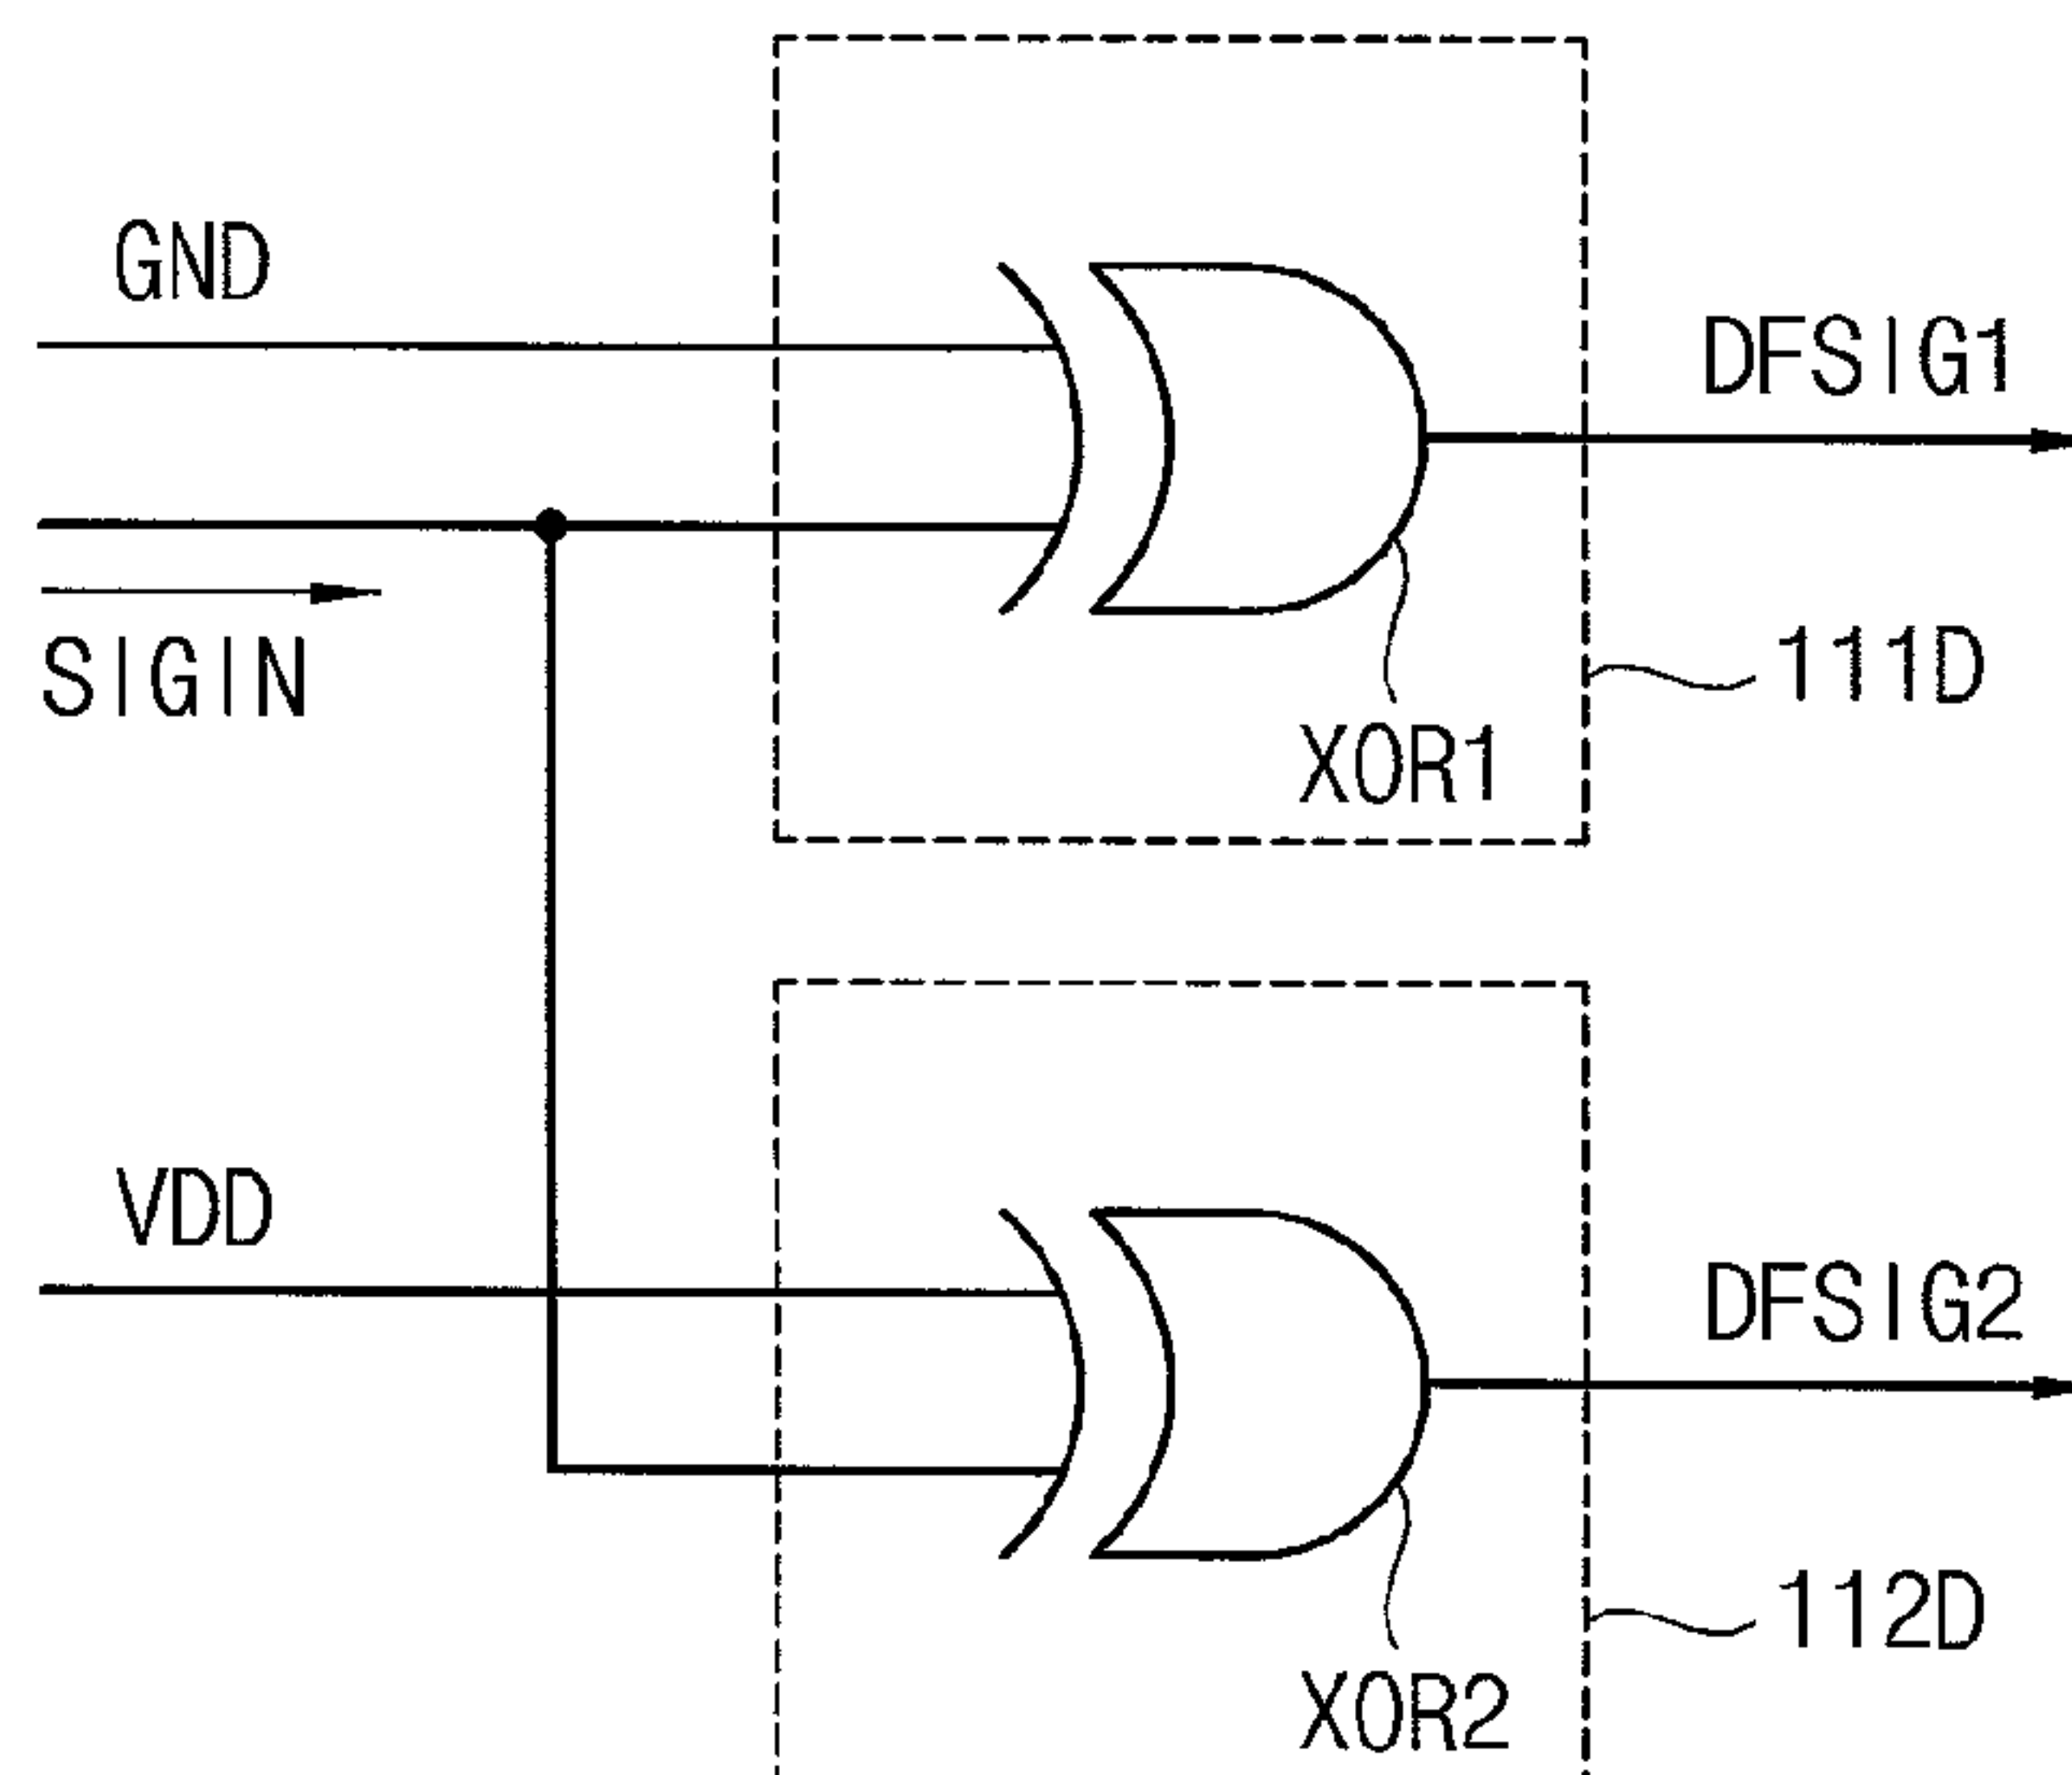 GND
DFSIG1
SIGIN
111D
XOR1
VDD
DFSIG2
112D
XOR2